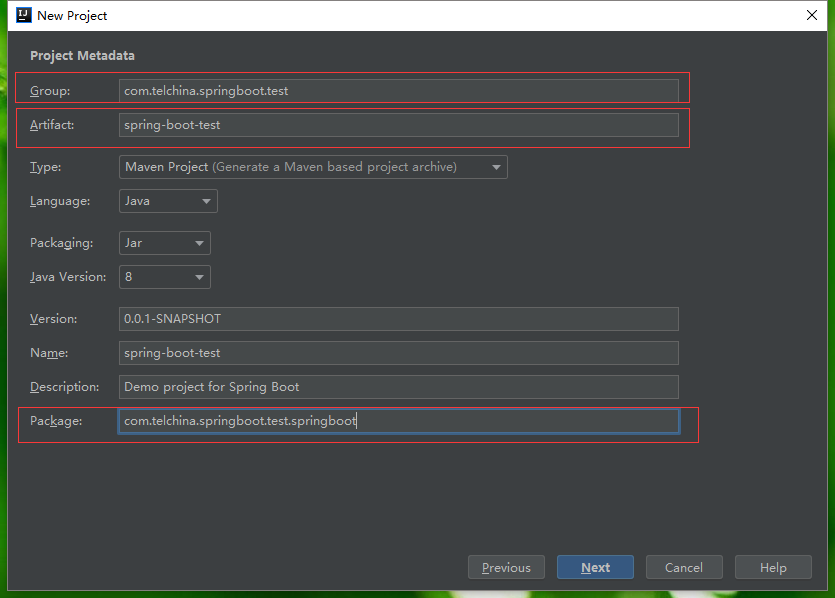 IJ New Project
Project Metadata
Group: com.telchina.springboot.test
Artifact: spring-boot-test
Type: Maven Project (Generate a Maven based project archive)
Language: Java
Packaging: Jar
Java Version: 8
Version: 0.0.1-SNAPSHOT
Name: spring-boot-test
Description: Demo project for Spring Boot
Package: com.telchina.springboot.test.springboot
Previous Next Cancel Help